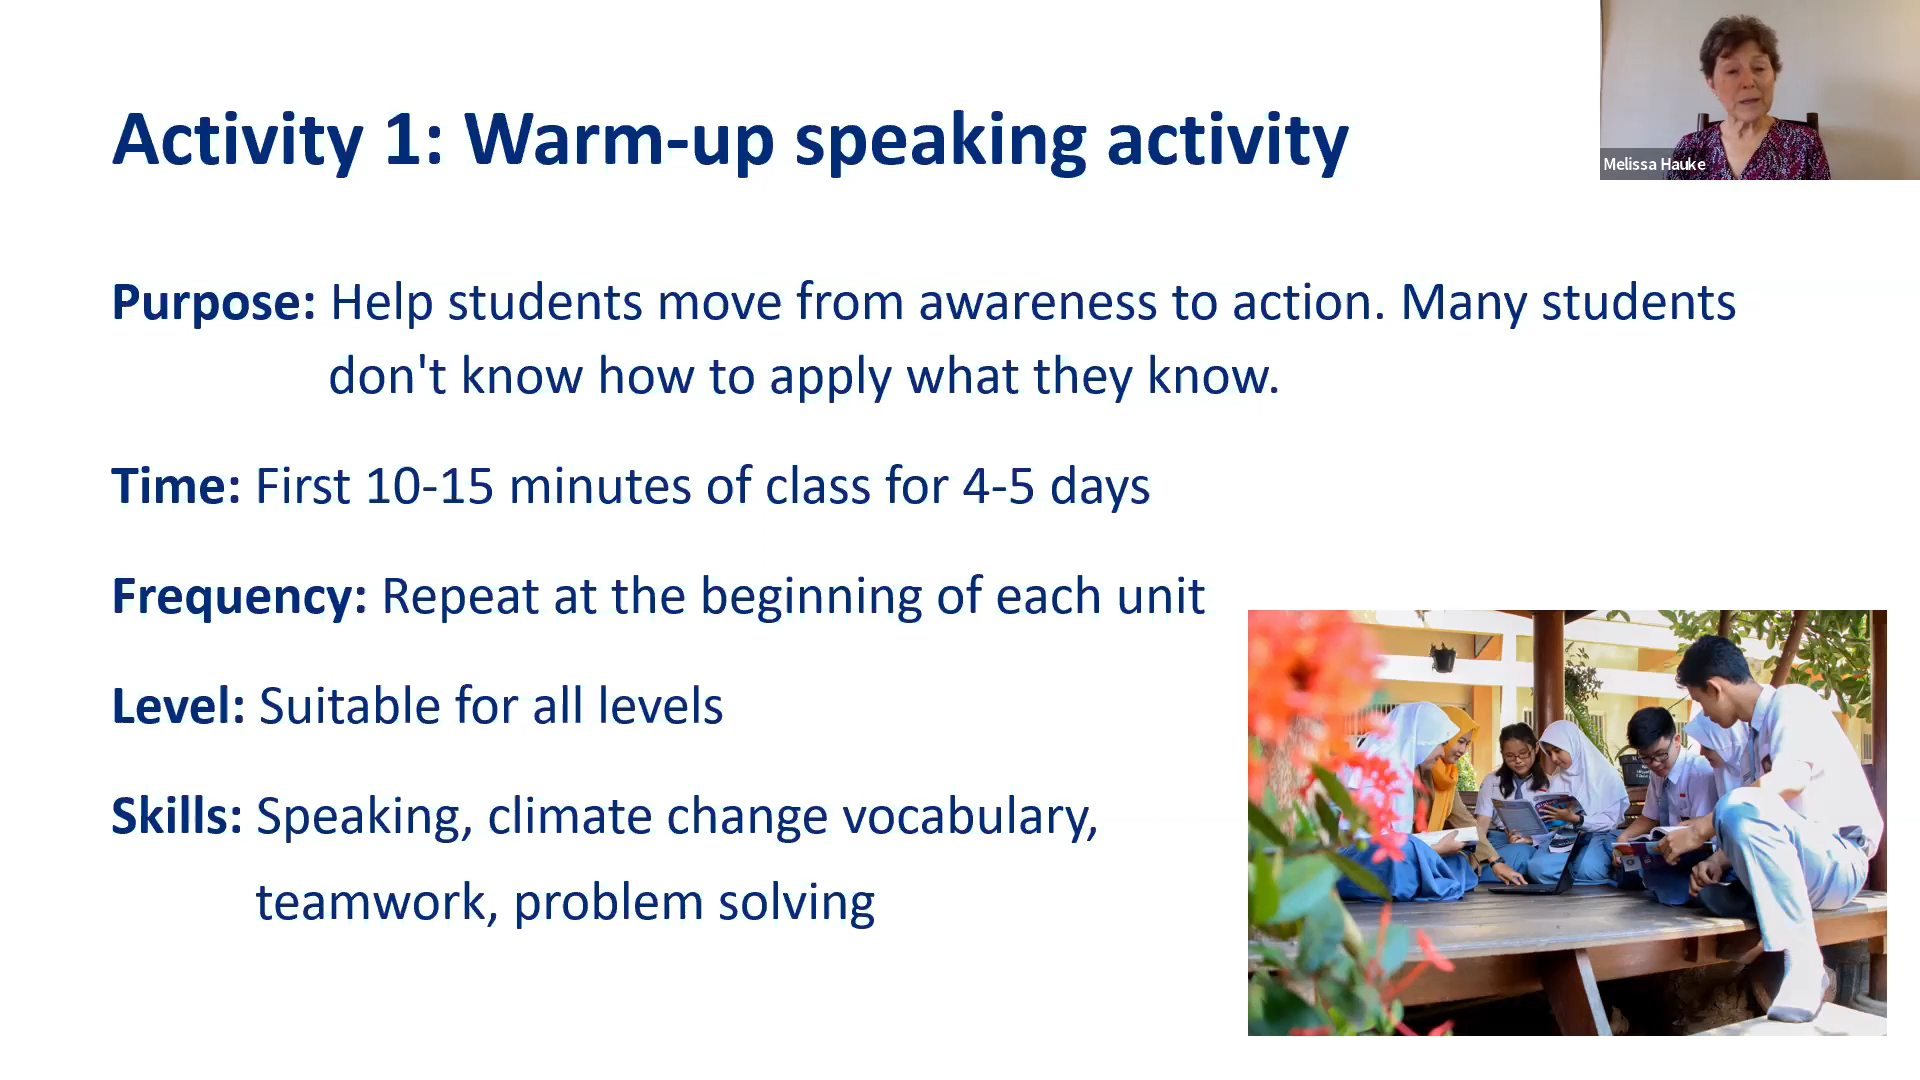 Activity 1: Warm-up speaking activity
Melissa Hauke
Purpose: Help students move from awareness to action. Many students
don't know how to apply what they know.
Time: First 10-15 minutes of class for 4-5 days
Frequency: Repeat at the beginning of each unit
Level: Suitable for all levels
Skills: Speaking, climate change vocabulary,
teamwork, problem solving